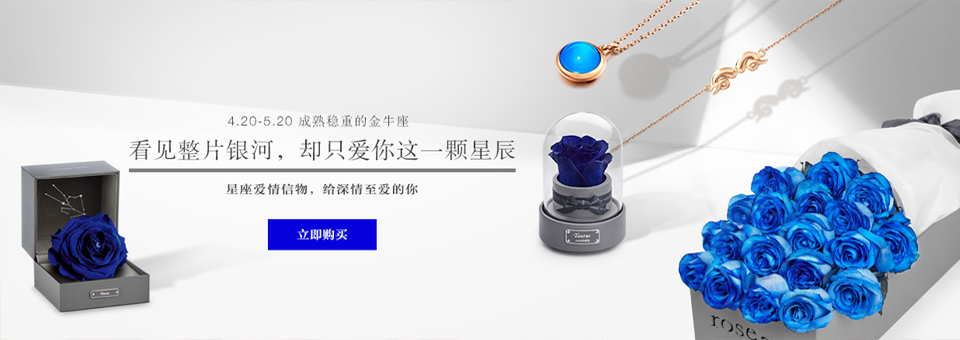 4.20-5.20 成熟稳重的金牛座
看见整片银河，却只爱你这一颗星辰
星座爱情信物，给深情至爱的你
立即购买
Taurus